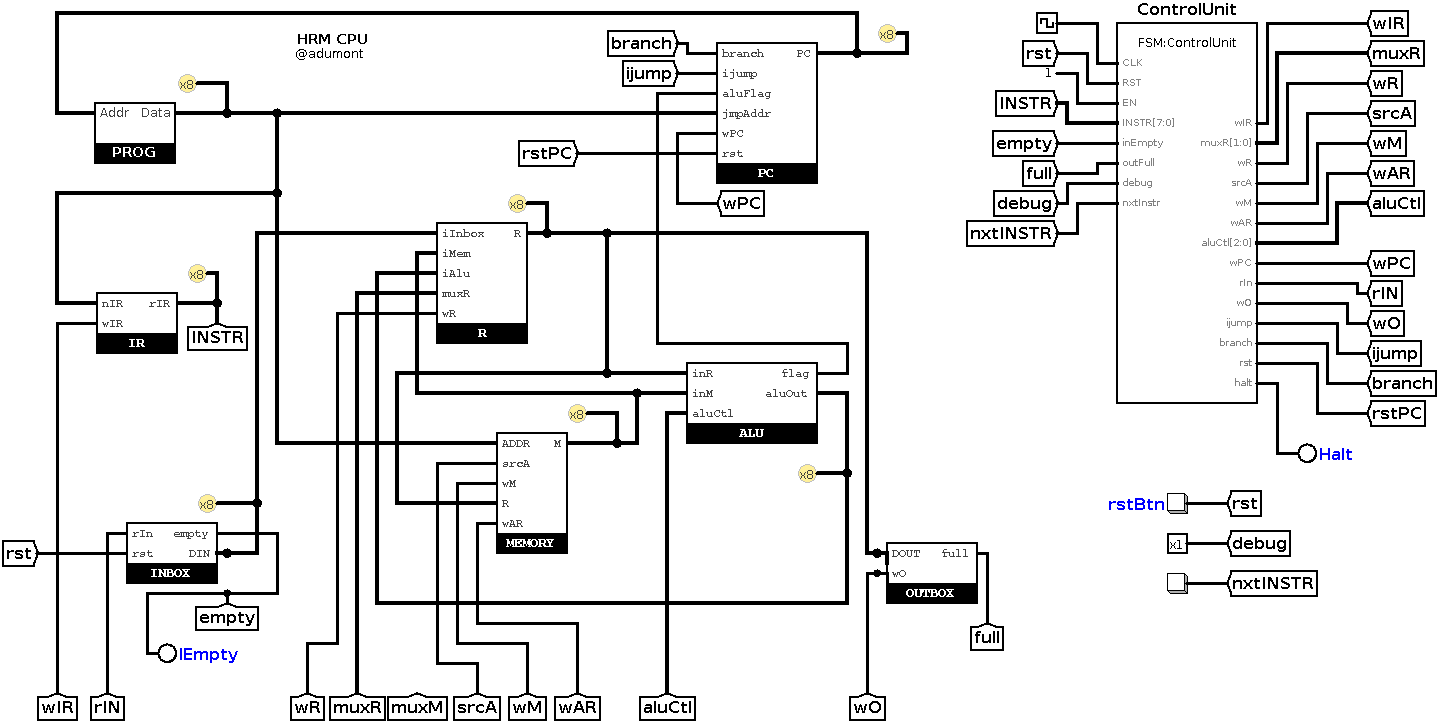 HRM CPU
@adumont
x8
Addr Data
PROG
branch
ijump
x8
branch PC
ijump
aluFlag
jmpAddr
wPC
rst
PC
rstPC
wPC
x8
iInbox R
iMem
iAlu
muxR
wR
R
x8
nIR rIR
wIR
IR
INSTR
inR flag
inM aluOut
aluCtl
ALU
x8
ADDR M
srcA
wM
R
wAR
MEMORY
x8
x8
rst
rIn empty
rst DIN
INBOX
empty
lEmpty
DOUT full
wO
OUTBOX
full
wIR
rIN
wR
muxR
muxM
srcA
wM
wAR
aluCtl
wO
ControlUnit
FSM:ControlUnit
rst
1
INSTR
empty
full
debug
nxtINSTR
CLK
RST
EN
INSTR[7:0]
inEmpty
outFull
debug
nxtInstr
wIR
muxR[1:0]
wR
srcA
wM
wAR
aluCtl[2:0]
wPC
rIn
wO
ijump
branch
rst
halt
wIR
muxR
wR
srcA
wM
wAR
aluCtl
wPC
rIN
wO
ijump
branch
rstPC
Halt
rstBtn
rst
x1
debug
nxtINSTR